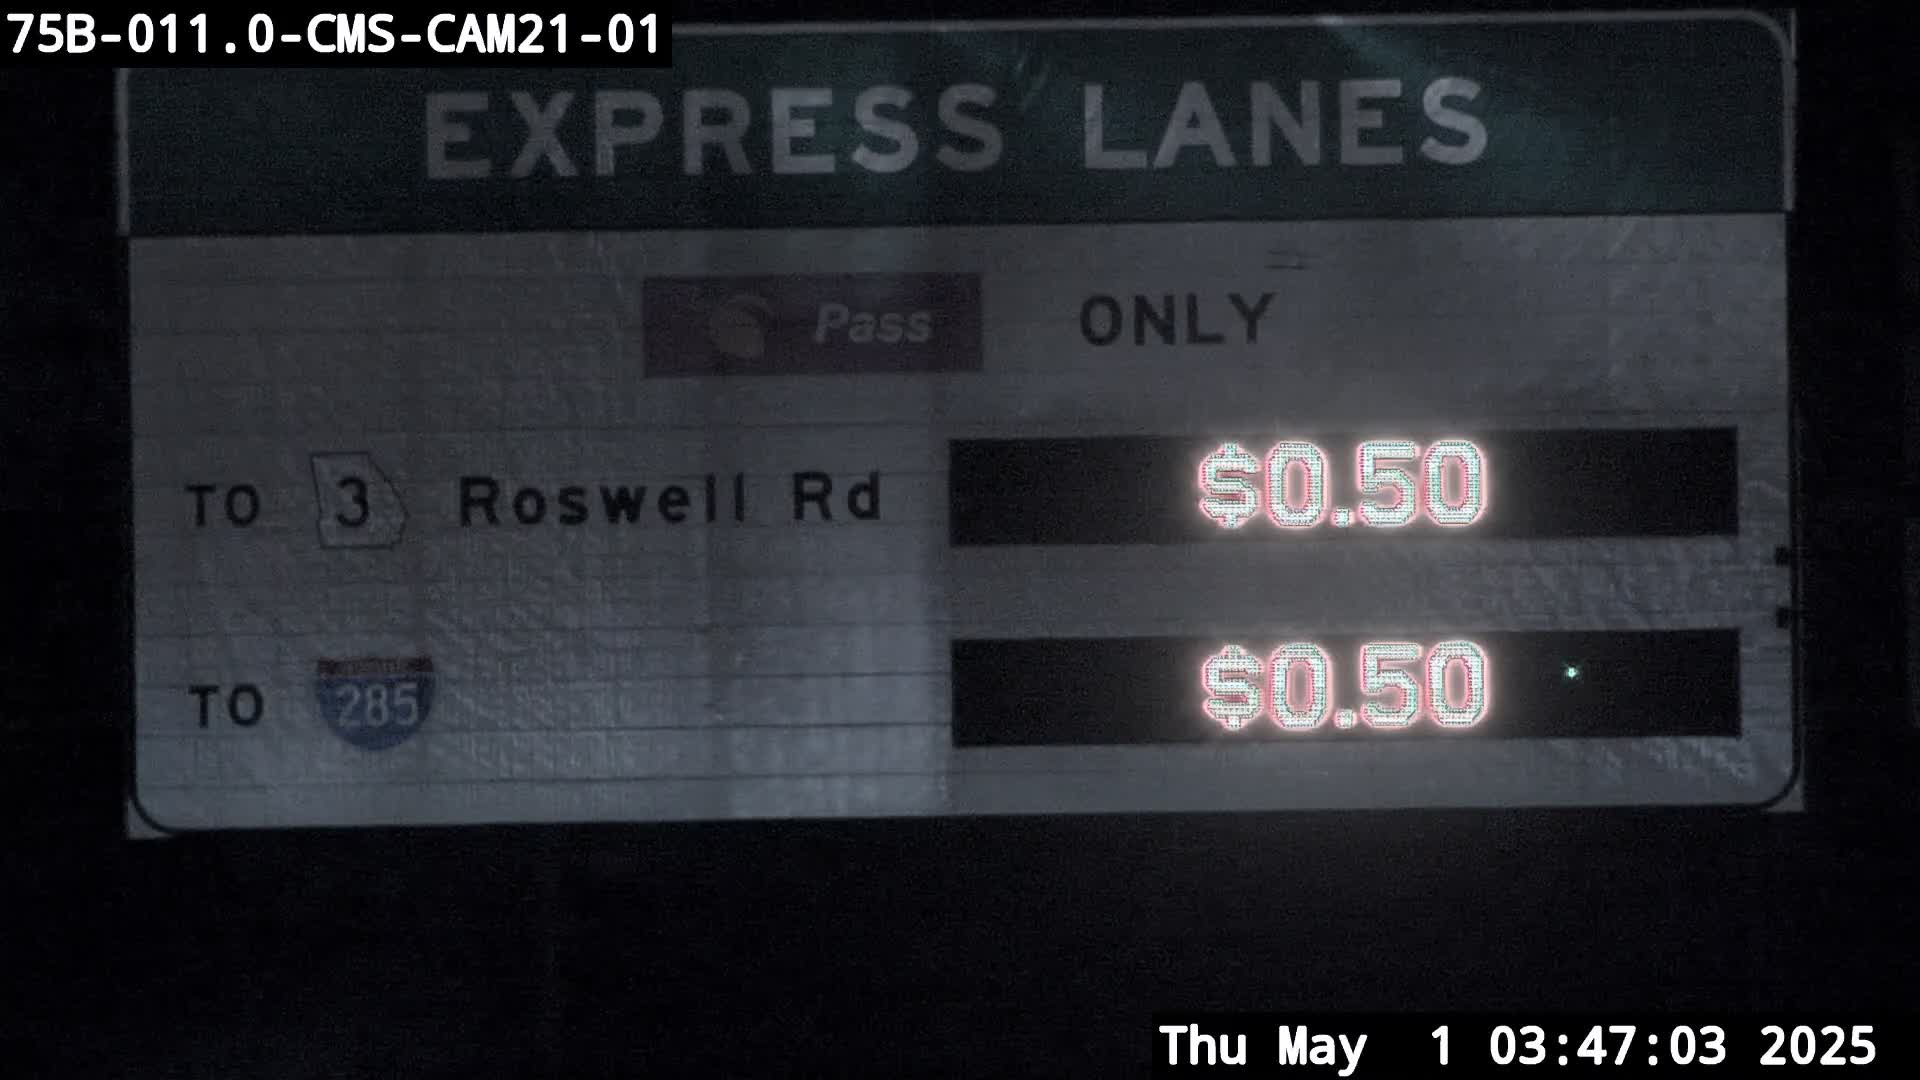 75B-011.0-CMS-CAM21-01
EXPRESS LANES
Pass ONLY
TO 3 Roswell Rd $0.50
TO 285 $0.50
Thu May 1 03:47:03 2025